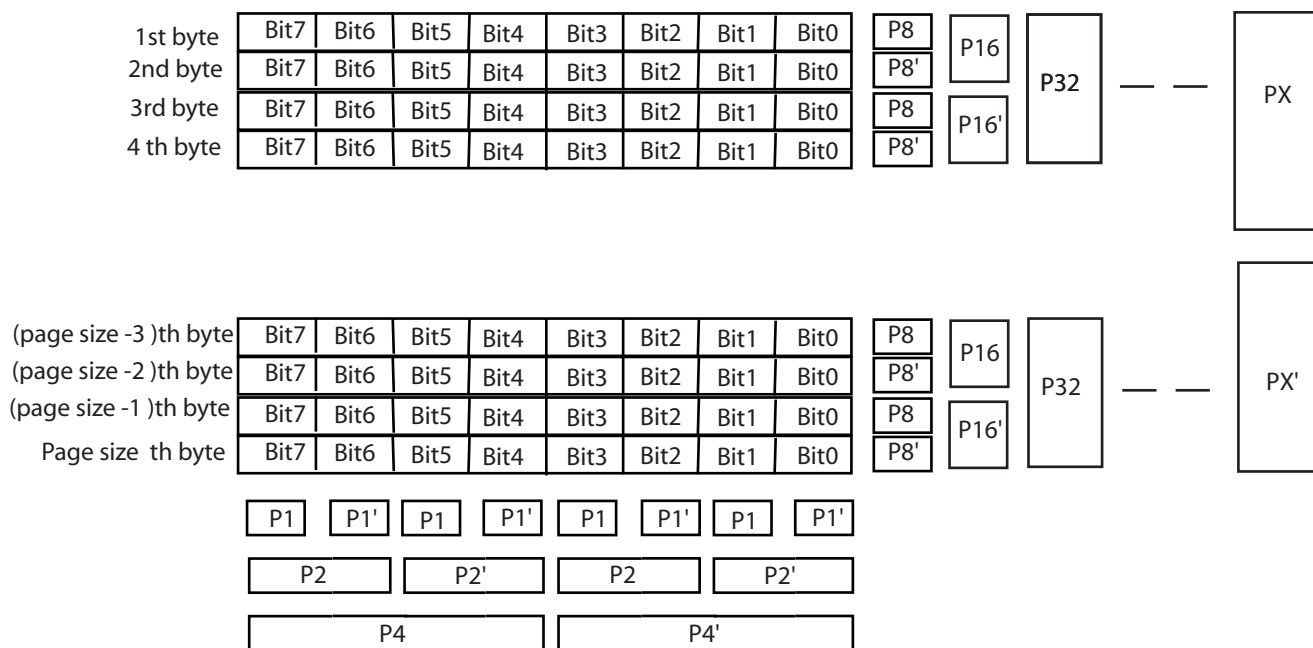 1st byte Bit7 Bit6 Bit5 Bit4 Bit3 Bit2 Bit1 Bit0 P8 P16 P32 PX
2nd byte Bit7 Bit6 Bit5 Bit4 Bit3 Bit2 Bit1 Bit0 P8'
3rd byte Bit7 Bit6 Bit5 Bit4 Bit3 Bit2 Bit1 Bit0 P8 P16'
4 th byte Bit7 Bit6 Bit5 Bit4 Bit3 Bit2 Bit1 Bit0 P8'
(page size -3 )th byte Bit7 Bit6 Bit5 Bit4 Bit3 Bit2 Bit1 Bit0 P8 P16 P32 PX'
(page size -2 )th byte Bit7 Bit6 Bit5 Bit4 Bit3 Bit2 Bit1 Bit0 P8'
(page size -1 )th byte Bit7 Bit6 Bit5 Bit4 Bit3 Bit2 Bit1 Bit0 P8 P16'
Page size th byte Bit7 Bit6 Bit5 Bit4 Bit3 Bit2 Bit1 Bit0 P8'
P1 P1' P1 P1' P1 P1' P1 P1'
P2 P2' P2 P2'
P4 P4'